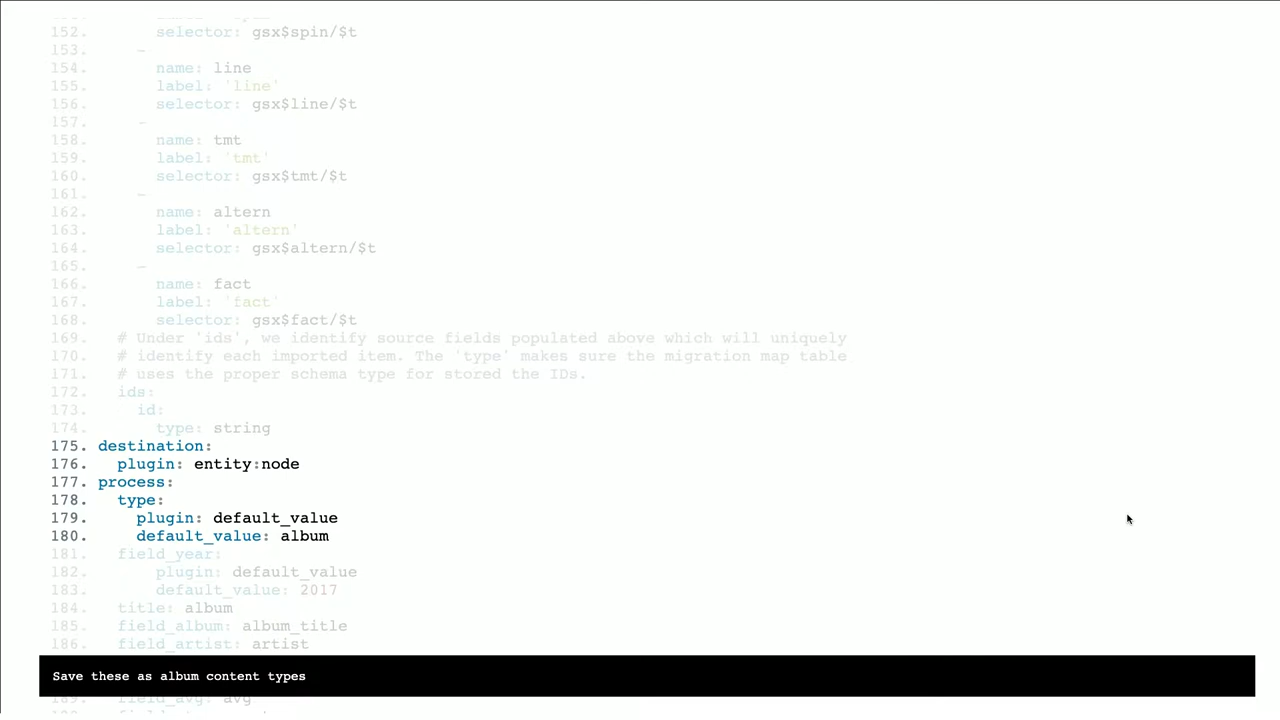 152.       selector: gsx$spin/$t
153.     -
154.       name: line
155.       label: 'line'
156.       selector: gsx$line/$t
157.     -
158.       name: tmt
159.       label: 'tmt'
160.       selector: gsx$tmt/$t
161.     -
162.       name: altern
163.       label: 'altern'
164.       selector: gsx$altern/$t
165.     -
166.       name: fact
167.       label: 'fact'
168.       selector: gsx$fact/$t
169.   # Under 'ids', we identify source fields populated above which will uniquely
170.   # identify each imported item. The 'type' makes sure the migration map table
171.   # uses the proper schema type for stored the IDs.
172.   ids:
173.     id:
174.       type: string
175. destination:
176.   plugin: entity:node
177. process:
178.   type:
179.     plugin: default_value
180.     default_value: album
181.   field_year:
182.       plugin: default_value
183.       default_value: 2017
184.   title: album
185.   field_album: album_title
186.   field_artist: artist
Save these as album content types
189.   field_avg: avg